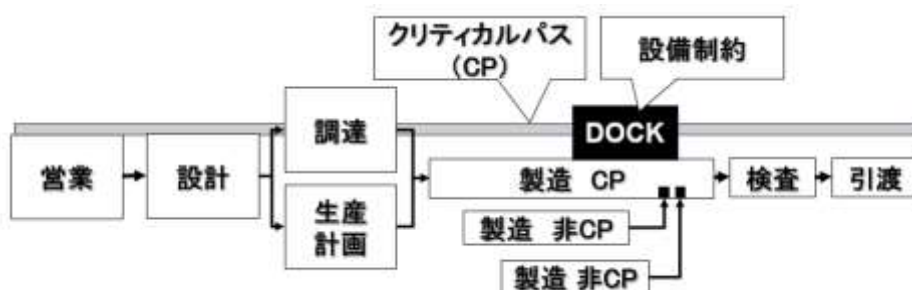 クリティカルパス
(CP)
設備制約
DOCK
調達
営業
設計
生産
計画
製造 CP
検査
引渡
製造 非CP
製造 非CP